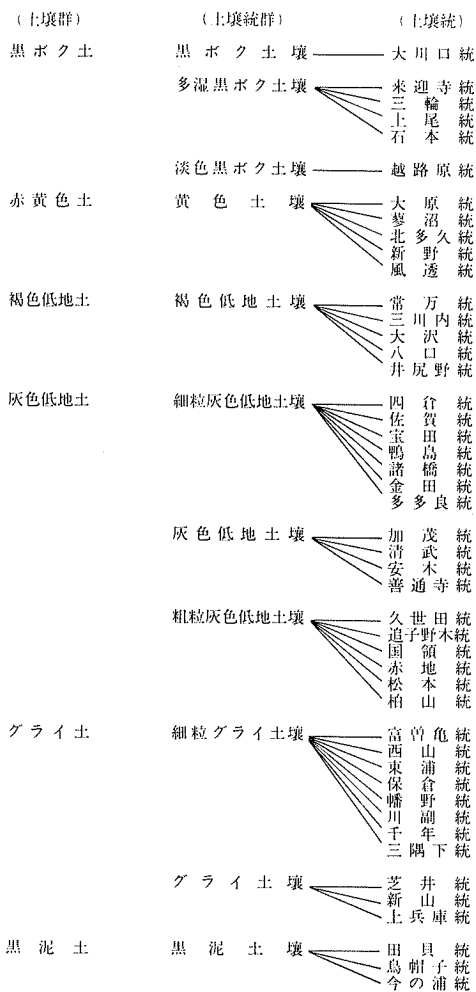 (土壌群) (土壌統群) (土壌統)
黒ボク土 黒ボク土壌 大川口統
多湿黒ボク土壌 来迎寺統
三輪統
上尾統
石本統
淡色黒ボク土壌 越路原統
赤黄色土 黄色土壌 大原統
蓼沼統
北多久統
新野統
風透統
褐色低地土 褐色低地土壌 常万統
三川内統
大沢統
八口統
井尻野統
灰色低地土 細粒灰色低地土壌 四倉統
佐賀統
宝田統
鴨島統
諸橋統
金田統
多多良統
灰色低地土壌 加茂統
清武統
安木統
善通寺統
粗粒灰色低地土壌 久世田統
追子野木統
国領統
赤地統
松本統
柏山統
グライ土 細粒グライ土壌 富曽亀統
西山統
東浦統
保倉統
幡野統
川副統
千年統
三隅下統
グライ土壌 芝井統
新山統
上兵庫統
黒泥土 黒泥土壌 田貝統
烏帽子統
今の浦統